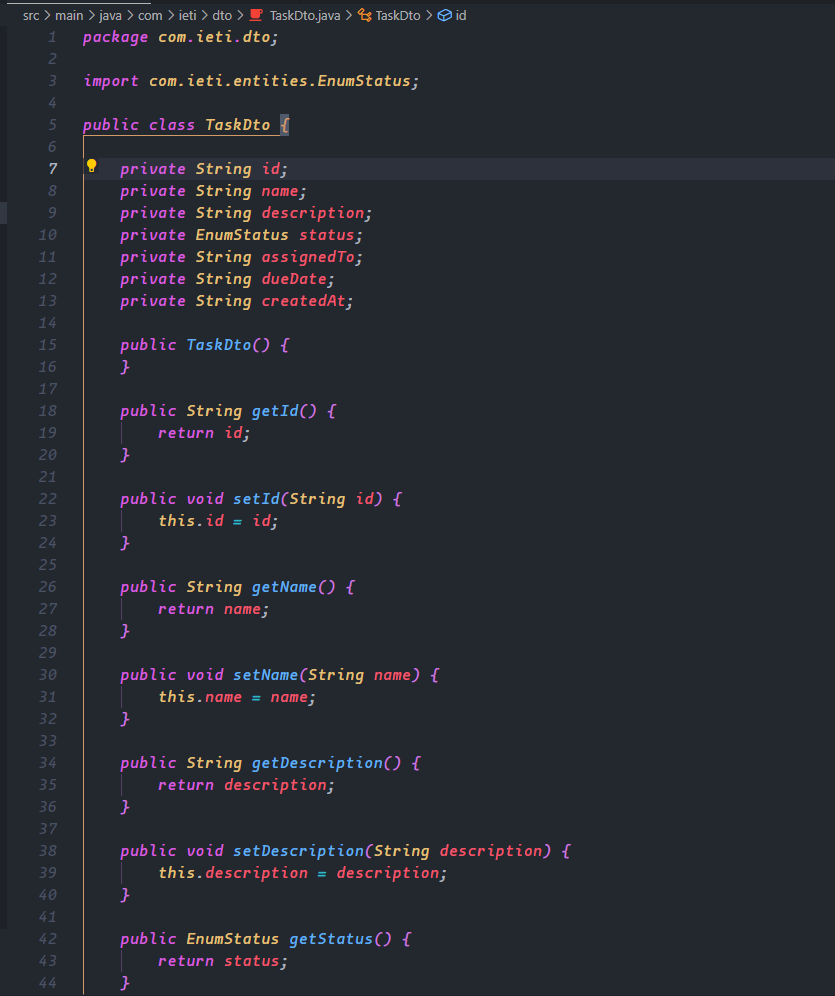 src > main > java > com > ieti > dto > TaskDto.java > TaskDto > id
1 package com.ieti.dto;
2
3 import com.ieti.entities.EnumStatus;
4
5 public class TaskDto {
6
7 private String id;
8 private String name;
9 private String description;
10 private EnumStatus status;
11 private String assignedTo;
12 private String dueDate;
13 private String createdAt;
14
15 public TaskDto() {
16 }
17
18 public String getId() {
19 return id;
20 }
21
22 public void setId(String id) {
23 this.id = id;
24 }
25
26 public String getName() {
27 return name;
28 }
29
30 public void setName(String name) {
31 this.name = name;
32 }
33
34 public String getDescription() {
35 return description;
36 }
37
38 public void setDescription(String description) {
39 this.description = description;
40 }
41
42 public EnumStatus getStatus() {
43 return status;
44 }